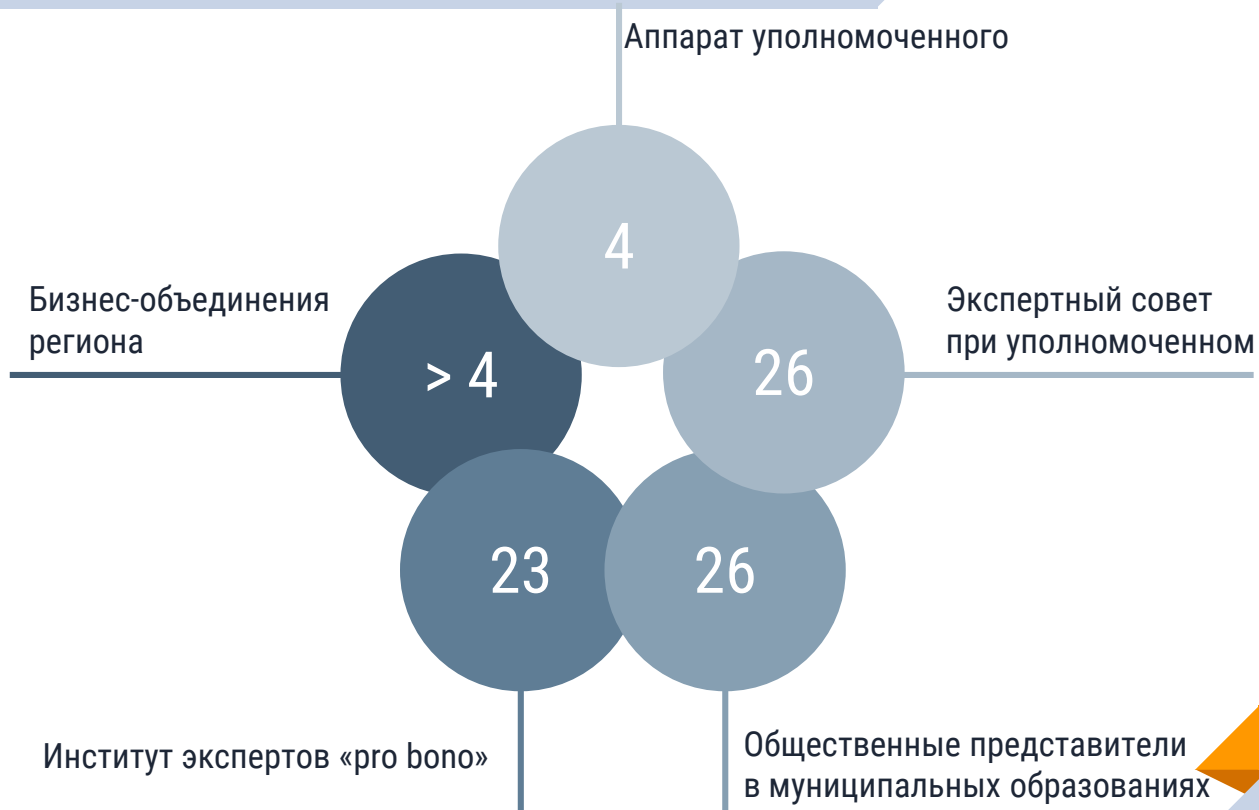 Аппарат уполномоченного
4
Бизнес-объединения
региона
> 4
Экспертный совет
при уполномоченном
26
23
26
Институт экспертов «pro bono»
Общественные представители
в муниципальных образованиях